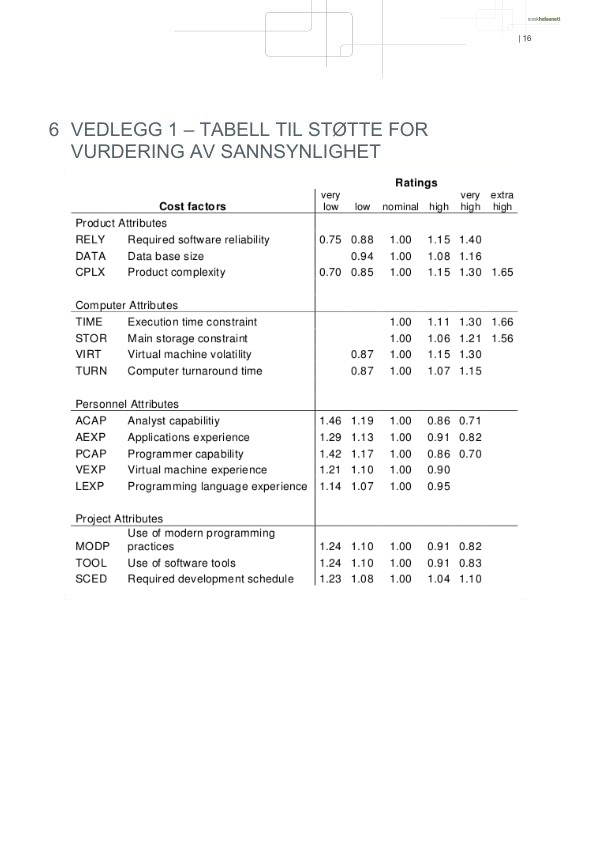 norskhelsenett
| 16
6 VEDLEGG 1 – TABELL TIL STØTTE FOR
VURDERING AV SANNSYNLIGHET
Ratings
Cost factors very low low nominal high very high extra high
Product Attributes
RELY Required software reliability 0.75 0.88 1.00 1.15 1.40
DATA Data base size 0.94 1.00 1.08 1.16
CPLX Product complexity 0.70 0.85 1.00 1.15 1.30 1.65
Computer Attributes
TIME Execution time constraint 1.00 1.11 1.30 1.66
STOR Main storage constraint 1.00 1.06 1.21 1.56
VIRT Virtual machine volatility 0.87 1.00 1.15 1.30
TURN Computer turnaround time 0.87 1.00 1.07 1.15
Personnel Attributes
ACAP Analyst capabilitiy 1.46 1.19 1.00 0.86 0.71
AEXP Applications experience 1.29 1.13 1.00 0.91 0.82
PCAP Programmer capability 1.42 1.17 1.00 0.86 0.70
VEXP Virtual machine experience 1.21 1.10 1.00 0.90
LEXP Programming language experience 1.14 1.07 1.00 0.95
Project Attributes
Use of modern programming
MODP practices 1.24 1.10 1.00 0.91 0.82
TOOL Use of software tools 1.24 1.10 1.00 0.91 0.83
SCED Required development schedule 1.23 1.08 1.00 1.04 1.10